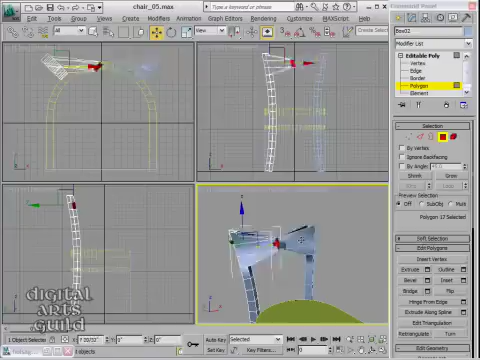 chair_05.max
Edit Tools Group Views Create Modifiers Animation Graph Editors Rendering Customize MAXScript Help
All
View
Box02
Modifier List
Editable Poly
Vertex
Edge
Border
Polygon
Element
Selection
By Vertex
Ignore Backfacing
By Angle: 45.0
Shrink Grow
Ring Loop
Preview Selection
Off SubObj Multi
Polygon 17 Selected
Soft Selection
Edit Polygons
Insert Vertex
Extrude Outline
Bevel Inset
Bridge Flip
Hinge From Edge
Extrude Along Spline
Edit Triangulation
Retriangulate Turn
Edit Geometry
digital
arts
guild
1 Object Selected
Auto Key Selected
Set Key Key Filters...